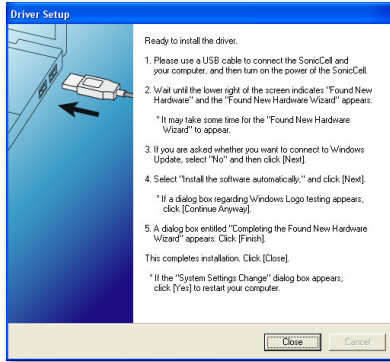 Driver Setup
Ready to install the driver.
1. Please use a USB cable to connect the SonicCell and
your computer, and then turn on the power of the SonicCell.
2. Wait until the lower right of the screen indicates "Found New
Hardware" and the "Found New Hardware Wizard" appears.
* It may take some time for the "Found New Hardware
Wizard" to appear.
3. If you are asked whether you want to connect to Windows
Update, select "No" and then click [Next].
4. Select "Install the software automatically," and click [Next].
* If a dialog box regarding Windows Logo testing appears,
click [Continue Anyway].
5. A dialog box entitled "Completing the Found New Hardware
Wizard" appears. Click [Finish].
This completes installation. Click [Close].
* If the "System Settings Change" dialog box appears,
click [Yes] to restart your computer.
Close
Cancel